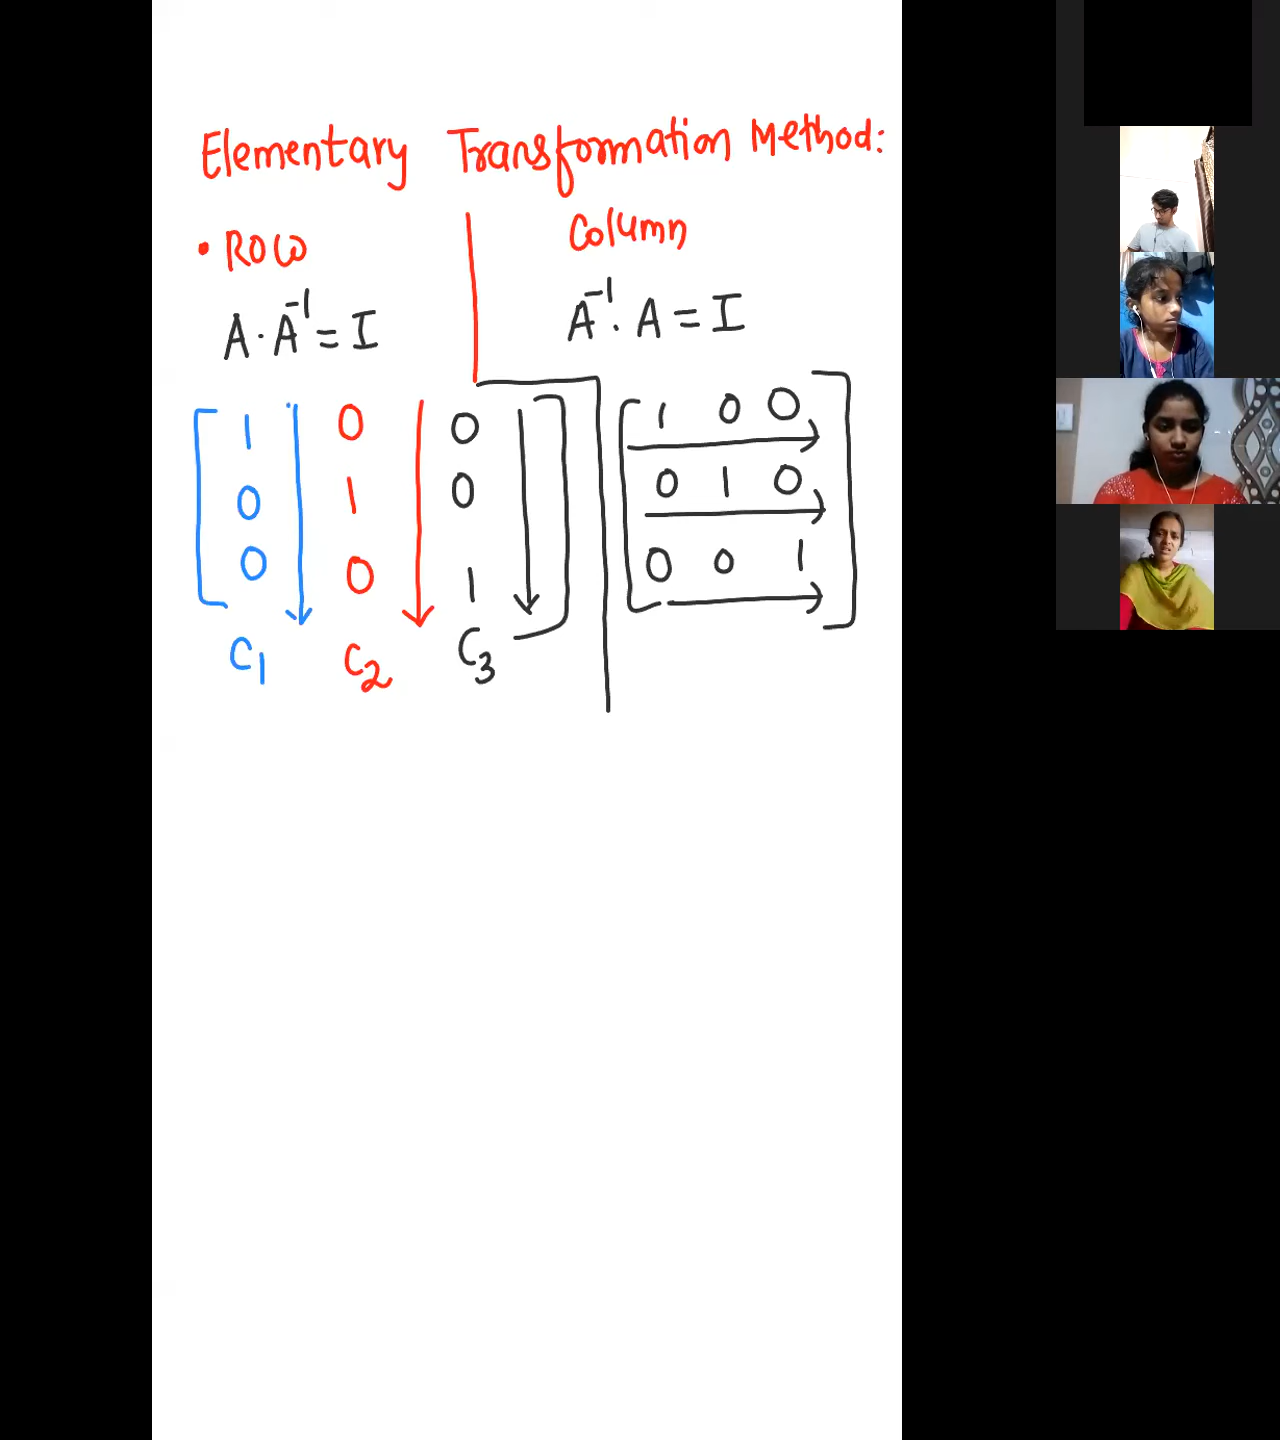 Elementary Transformation Method:
• Row
A · A⁻¹ = I
1 0 0
0 1 0
0 0 1
C₁ C₂ C₃
Column
A⁻¹ · A = I
1 0 0
0 1 0
0 0 1